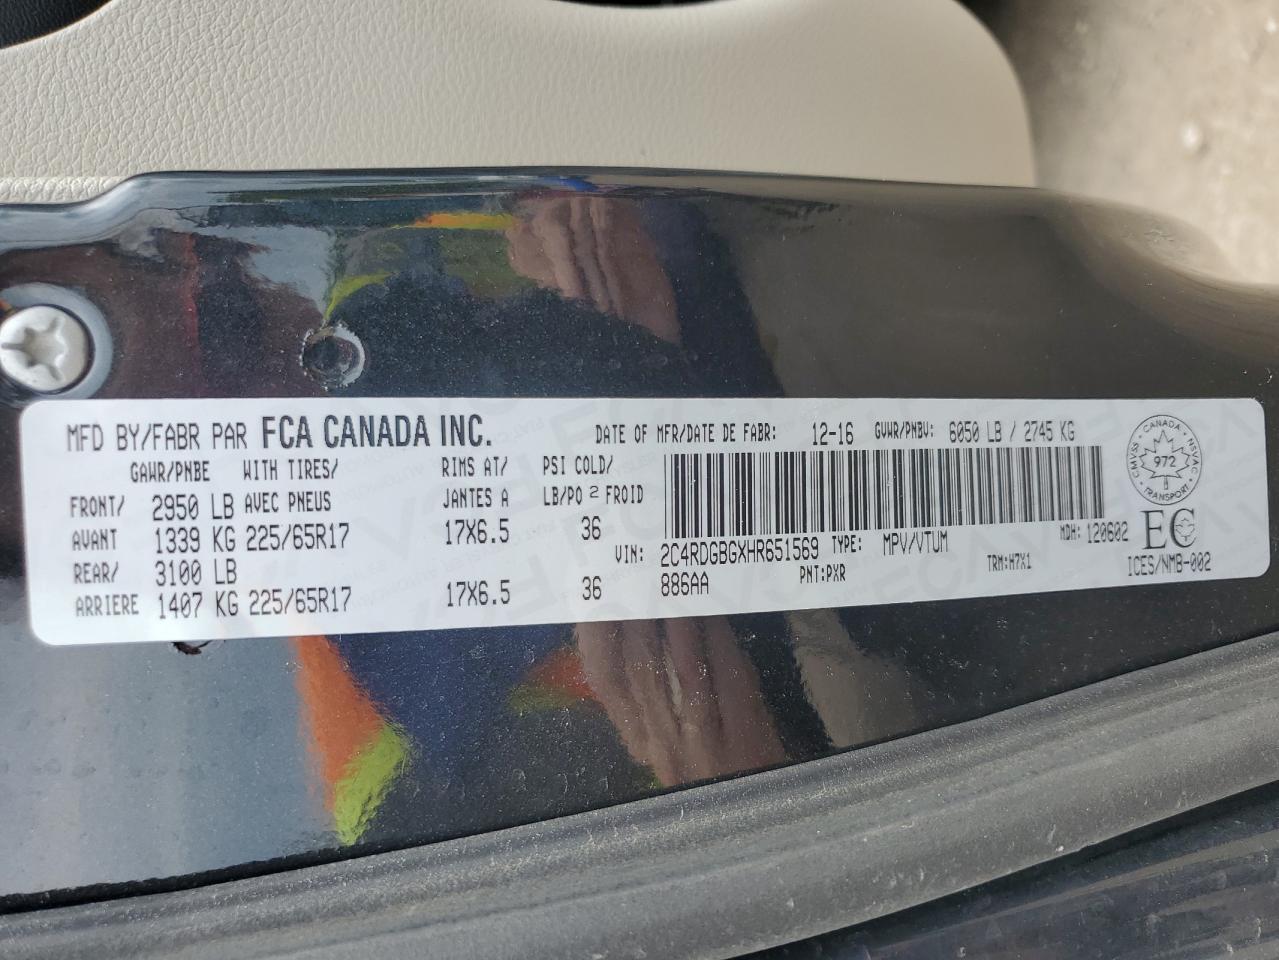 MFD BY/FABR PAR FCA CANADA INC. DATE OF MFR/DATE DE FABR: 12-16 GVWR/PNBV: 6050 LB / 2745 KG
GAWR/PNBE WITH TIRES/ RIMS AT/ PSI COLD/
FRONT/ 2950 LB AVEC PNEUS JANTES A LB/PO 2 FROID
AVANT 1339 KG 225/65R17 17X6.5 36
REAR/ 3100 LB
ARRIERE 1407 KG 225/65R17 17X6.5 36
VIN: 2C4RDGBGXHR651569 TYPE: MPV/VTUM MDH: 120602
886AA PNT:PXR TRM:H7X1
CMVSS • CANADA • NSVAC
972
TRANSPORT
EC
ICES/NMB-002